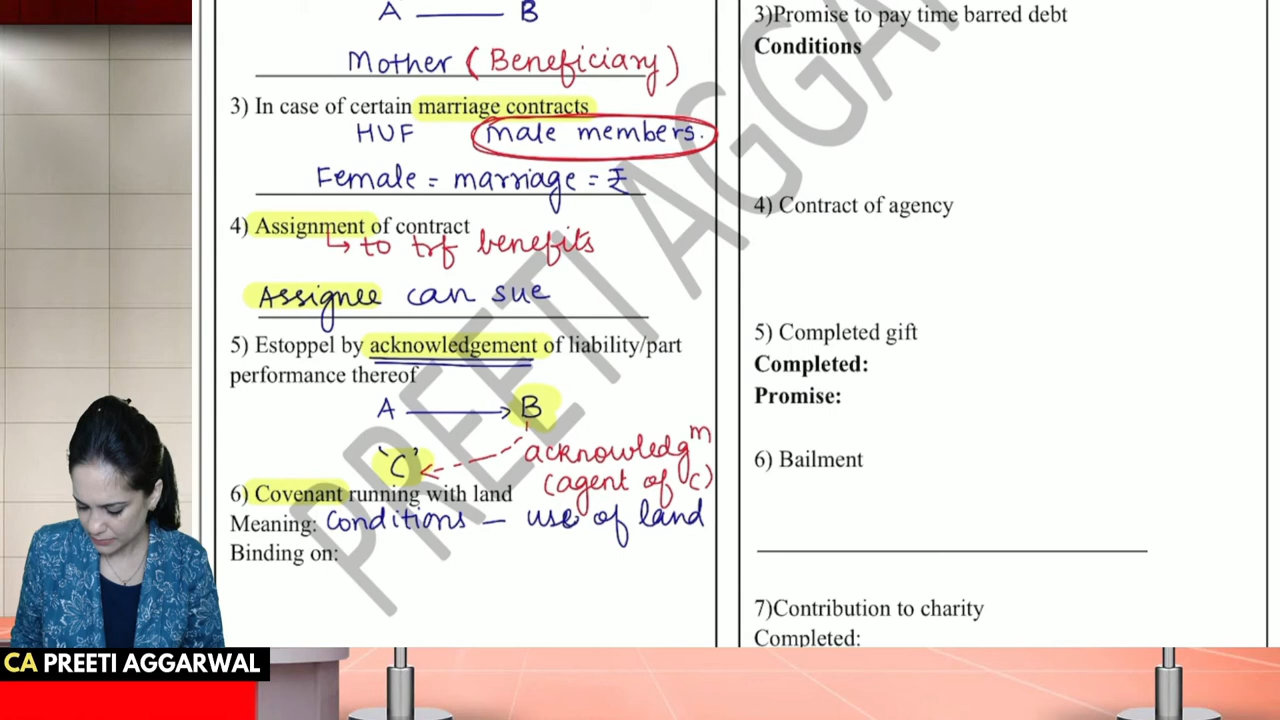 A —— B
Mother (Beneficiary)
3) In case of certain marriage contracts
HUF male members.
Female = marriage = ₹
4) Assignment of contract
↳ to trf benefits
Assignee can sue
5) Estoppel by acknowledgement of liability/part
performance thereof
A → B
'C'
acknowledgm
(agent of C)
6) Covenant running with land
Meaning: Conditions – use of land
Binding on:
3)Promise to pay time barred debt
Conditions
4) Contract of agency
5) Completed gift
Completed:
Promise:
6) Bailment
7)Contribution to charity
Completed:
PREETI AGGAR
CA PREETI AGGARWAL